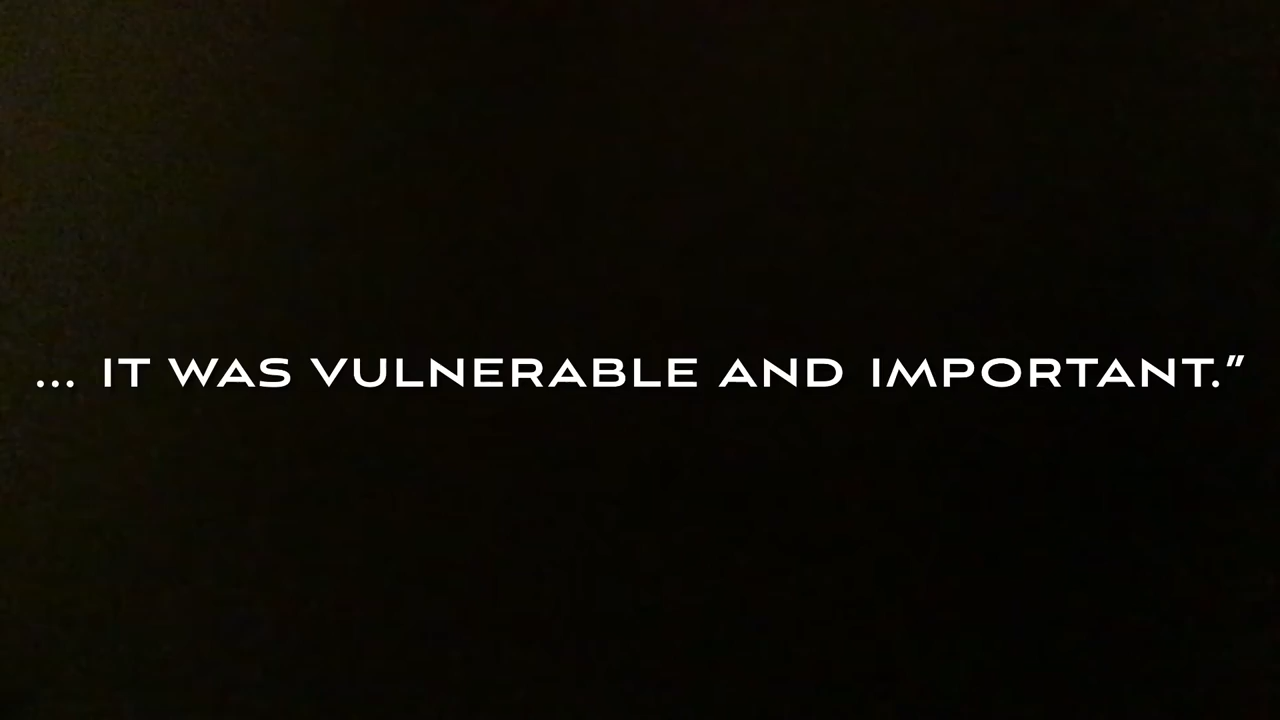 ... IT WAS VULNERABLE AND IMPORTANT.”